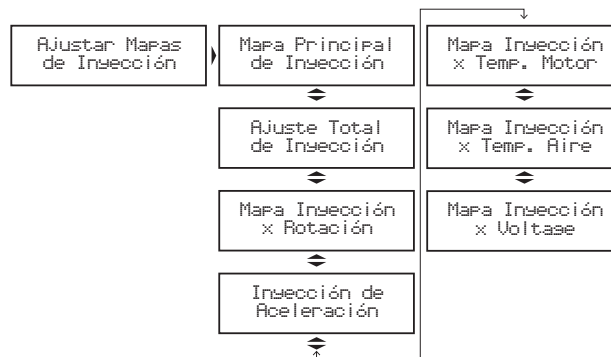 Ajustar Mapas
de Inyección
Mapa Principal
de Inyección
Ajuste Total
de Inyección
Mapa Inyección
x Rotación
Inyección de
Aceleración
Mapa Inyección
x Temp. Motor
Mapa Inyección
x Temp. Aire
Mapa Inyección
x Voltage